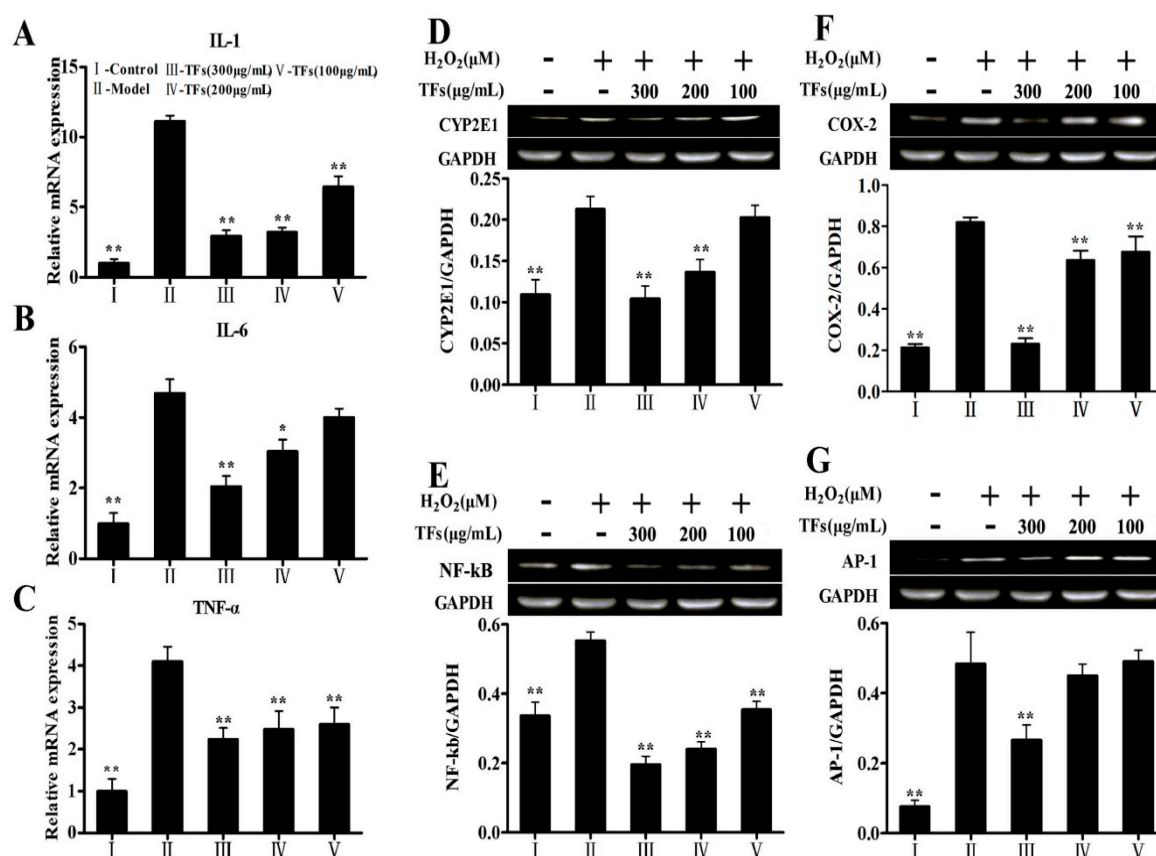 A
IL-1
Ⅰ-Control Ⅲ-TFs(300μg/mL) Ⅴ-TFs(100μg/mL)
Ⅱ-Model Ⅳ-TFs(200μg/mL)
Relative mRNA expression
15
10
5
0
**
**
**
**
Ⅰ Ⅱ Ⅲ Ⅳ Ⅴ
B
IL-6
Relative mRNA expression
6
4
2
0
**
**
*
Ⅰ Ⅱ Ⅲ Ⅳ Ⅴ
C
TNF-α
Relative mRNA expression
5
4
3
2
1
0
**
**
**
**
Ⅰ Ⅱ Ⅲ Ⅳ Ⅴ
D
H₂O₂(μM) - + + + +
TFs(μg/mL) - - 300 200 100
CYP2E1
GAPDH
CYP2E1/GAPDH
0.25
0.20
0.15
0.10
0.05
0.00
**
**
**
Ⅰ Ⅱ Ⅲ Ⅳ Ⅴ
E
H₂O₂(μM) - + + + +
TFs(μg/mL) - - 300 200 100
NF-kB
GAPDH
NF-kb/GAPDH
0.6
0.4
0.2
0.0
**
**
**
**
Ⅰ Ⅱ Ⅲ Ⅳ Ⅴ
F
H₂O₂(μM) - + + + +
TFs(μg/mL) - - 300 200 100
COX-2
GAPDH
COX-2/GAPDH
1.0
0.8
0.6
0.4
0.2
0.0
**
**
**
**
Ⅰ Ⅱ Ⅲ Ⅳ Ⅴ
G
H₂O₂(μM) - + + + +
TFs(μg/mL) - - 300 200 100
AP-1
GAPDH
AP-1/GAPDH
0.6
0.4
0.2
0.0
**
**
Ⅰ Ⅱ Ⅲ Ⅳ Ⅴ